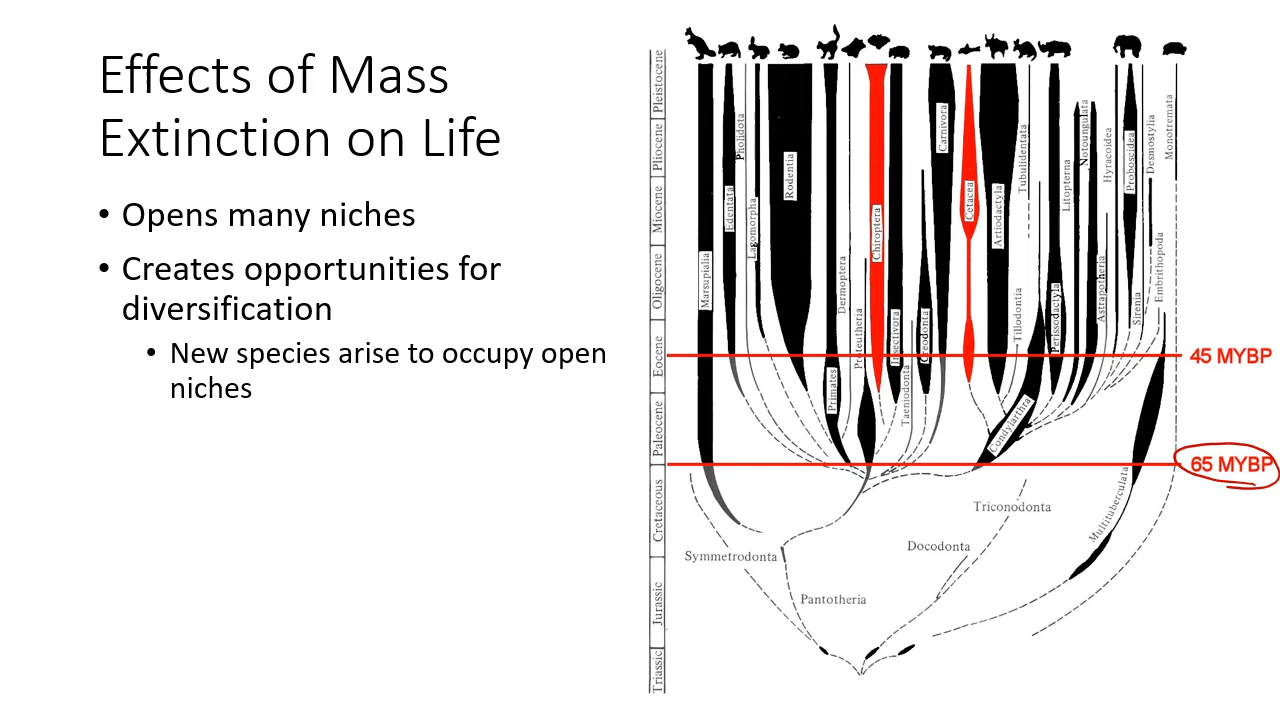 Effects of Mass
Extinction on Life
• Opens many niches
• Creates opportunities for
diversification
• New species arise to occupy open
niches
Pleistocene
Pliocene
Miocene
Oligocene
Eocene
Paleocene
Cretaceous
Jurassic
Triassic
Marsupialia
Edentata
Pholidota
Lagomorpha
Rodentia
Primates
Dermoptera
Proteutheria
Chiroptera
Insectivora
Taeniodonta
Creodonta
Carnivora
Cetacea
Artiodactyla
Condylarthra
Tillodontia
Tubulidentata
Perissodactyla
Litopterna
Notoungulata
Astrapotheria
Hyracoidea
Proboscidea
Sirenia
Desmostylia
Embrithopoda
Monotremata
45 MYBP
65 MYBP
Multituberculata
Triconodonta
Docodonta
Symmetrodonta
Pantotheria